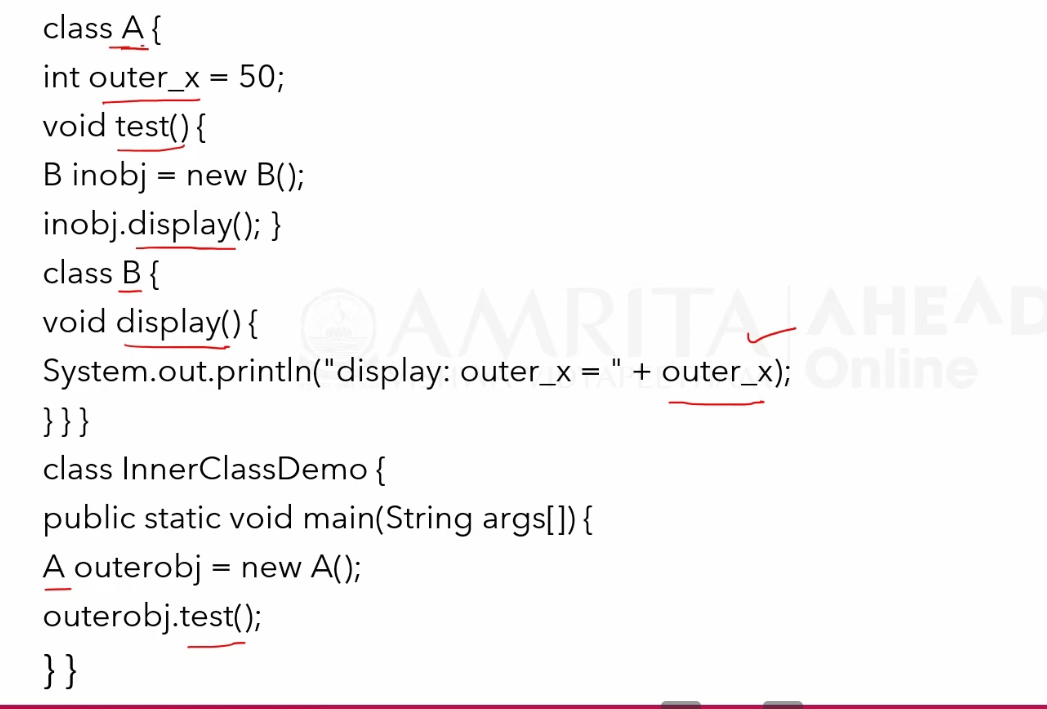 class A {
int outer_x = 50;
void test() {
B inobj = new B();
inobj.display(); }
class B {
void display() {
System.out.println("display: outer_x = " + outer_x);
} } }
class InnerClassDemo {
public static void main(String args[]) {
A outerobj = new A();
outerobj.test();
} }
AMRITA
AHEAD
Online